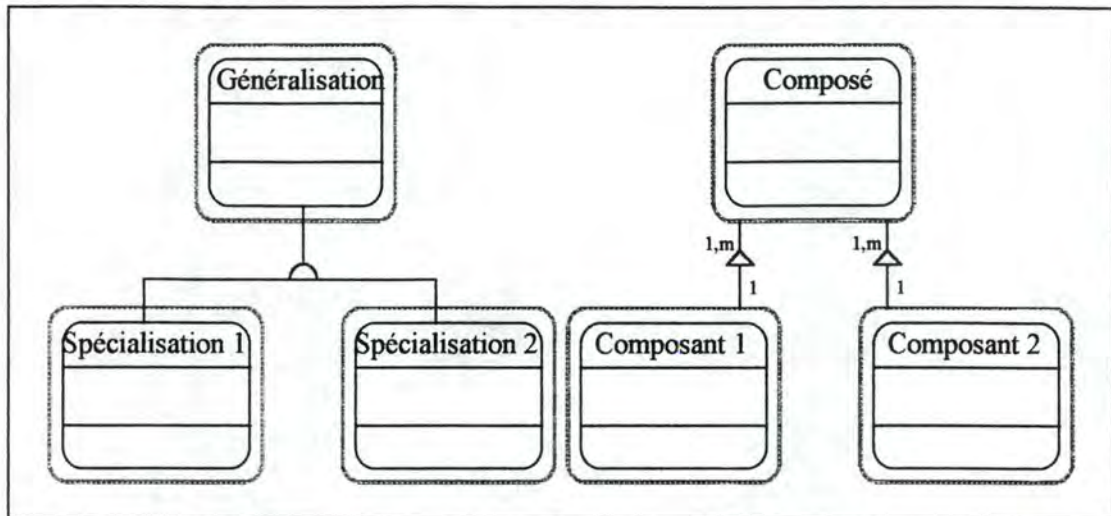 Généralisation
Composé
1,m
1,m
1
1
Spécialisation 1
Spécialisation 2
Composant 1
Composant 2